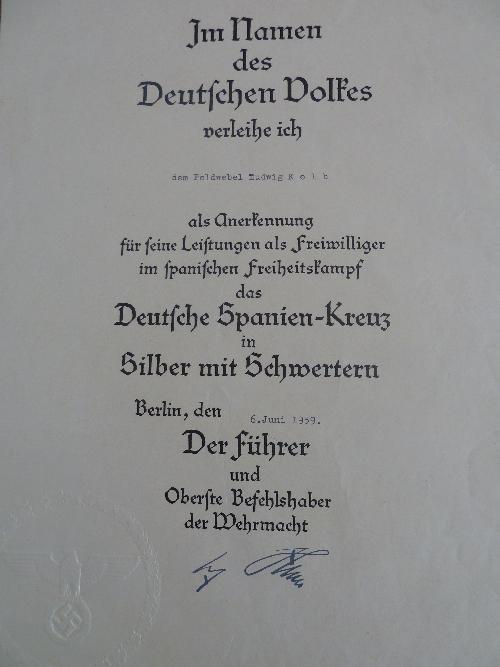 Im Namen
des
Deutschen Volkes
verleihe ich
dem Feldwebel Ludwig K o l b
als Anerkennung
für seine Leistungen als Freiwilliger
im spanischen Freiheitskampf
das
Deutsche Spanien-Kreuz
in
Silber mit Schwertern
Berlin, den 6.Juni 1939.
Der Führer
und
Oberste Befehlshaber
der Wehrmacht